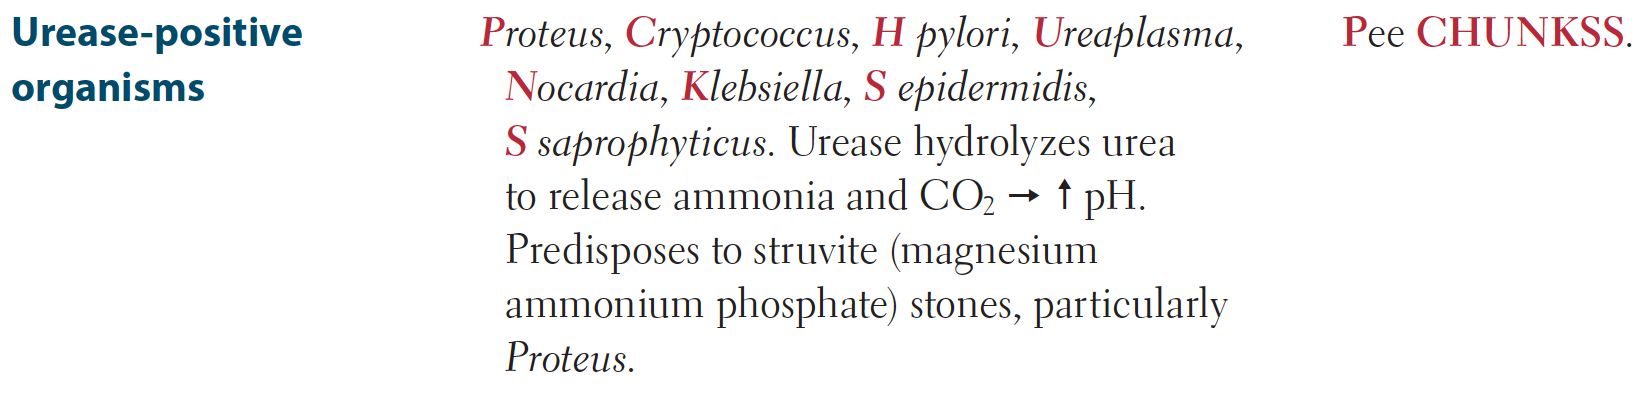 Urease-positive
organisms
Proteus, Cryptococcus, H pylori, Ureaplasma,
Nocardia, Klebsiella, S epidermidis,
S saprophyticus. Urease hydrolyzes urea
to release ammonia and CO₂ → ↑ pH.
Predisposes to struvite (magnesium
ammonium phosphate) stones, particularly
Proteus.
Pee CHUNKSS.